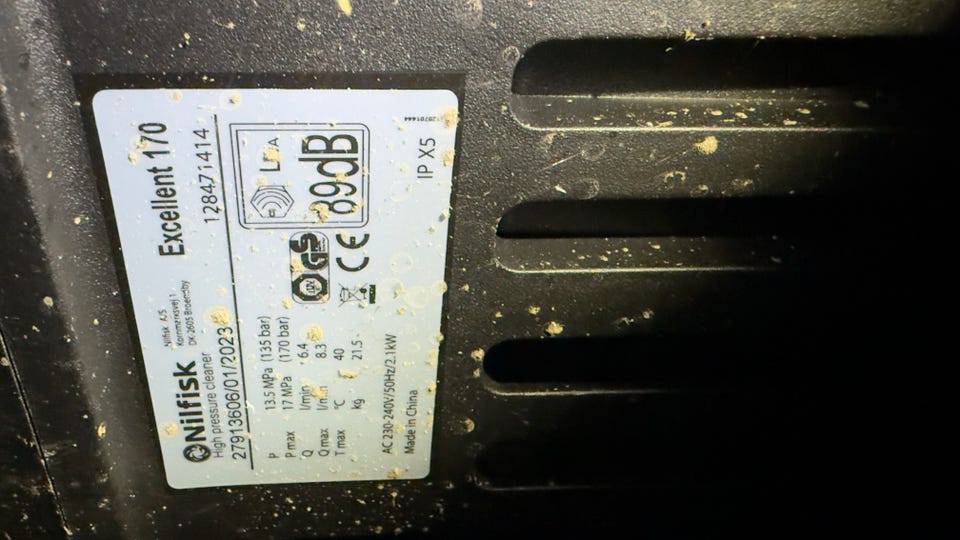 Nilfisk
High pressure cleaner
Nilfisk A/S
Kornmarksvej 1
DK-2605 Broendby
Excellent 170
27913606/01/2023
128471414
P 13.5 MPa (135 bar)
P max 17 MPa (170 bar)
Q l/min 6.4
Q max l/min 8.3
T max °C 40
kg 21.5
GS
CE
LWA
89dB
AC 230-240V/50Hz/2.1kW
Made in China
IP X5